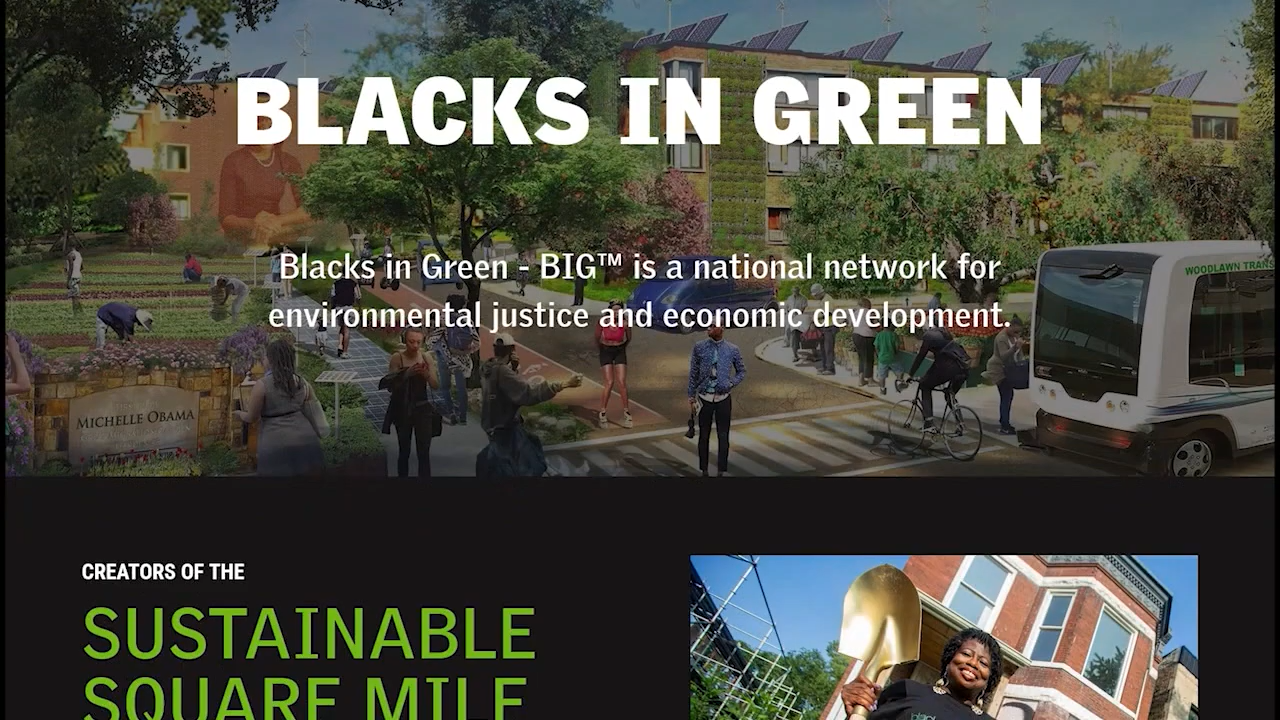 BLACKS IN GREEN
Blacks in Green - BIG™ is a national network for
environmental justice and economic development.
WOODLAWN TRANS
MICHELLE OBAMA
CREATORS OF THE
SUSTAINABLE
SQUARE MILE